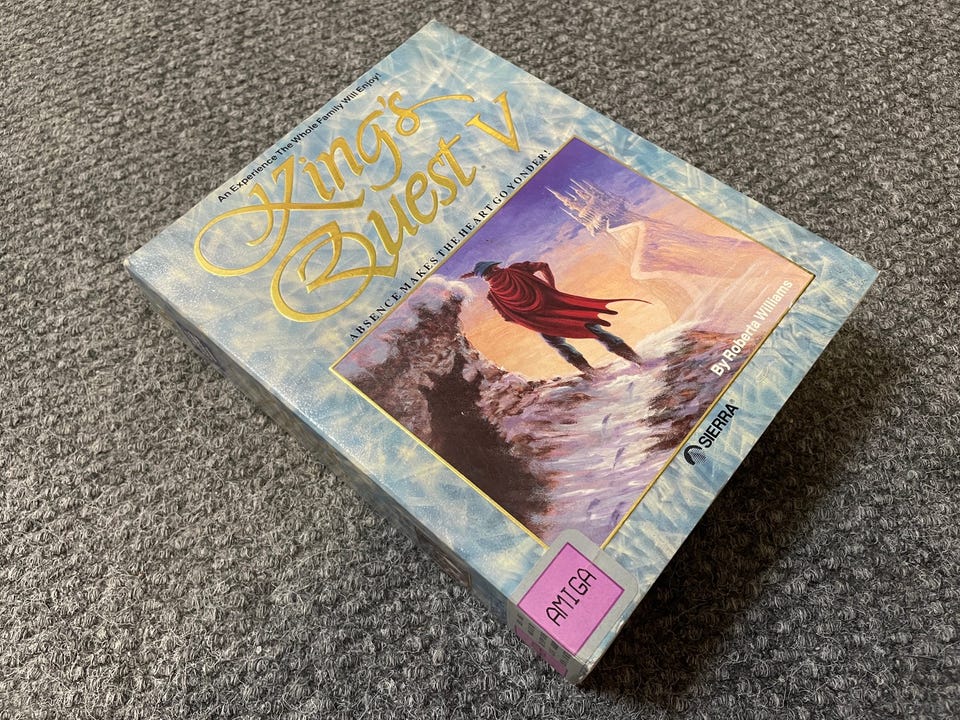 An Experience The Whole Family Will Enjoy!
King's
Quest V
ABSENCE MAKES THE HEART GO YONDER!
By Roberta Williams
SIERRA®
AMIGA